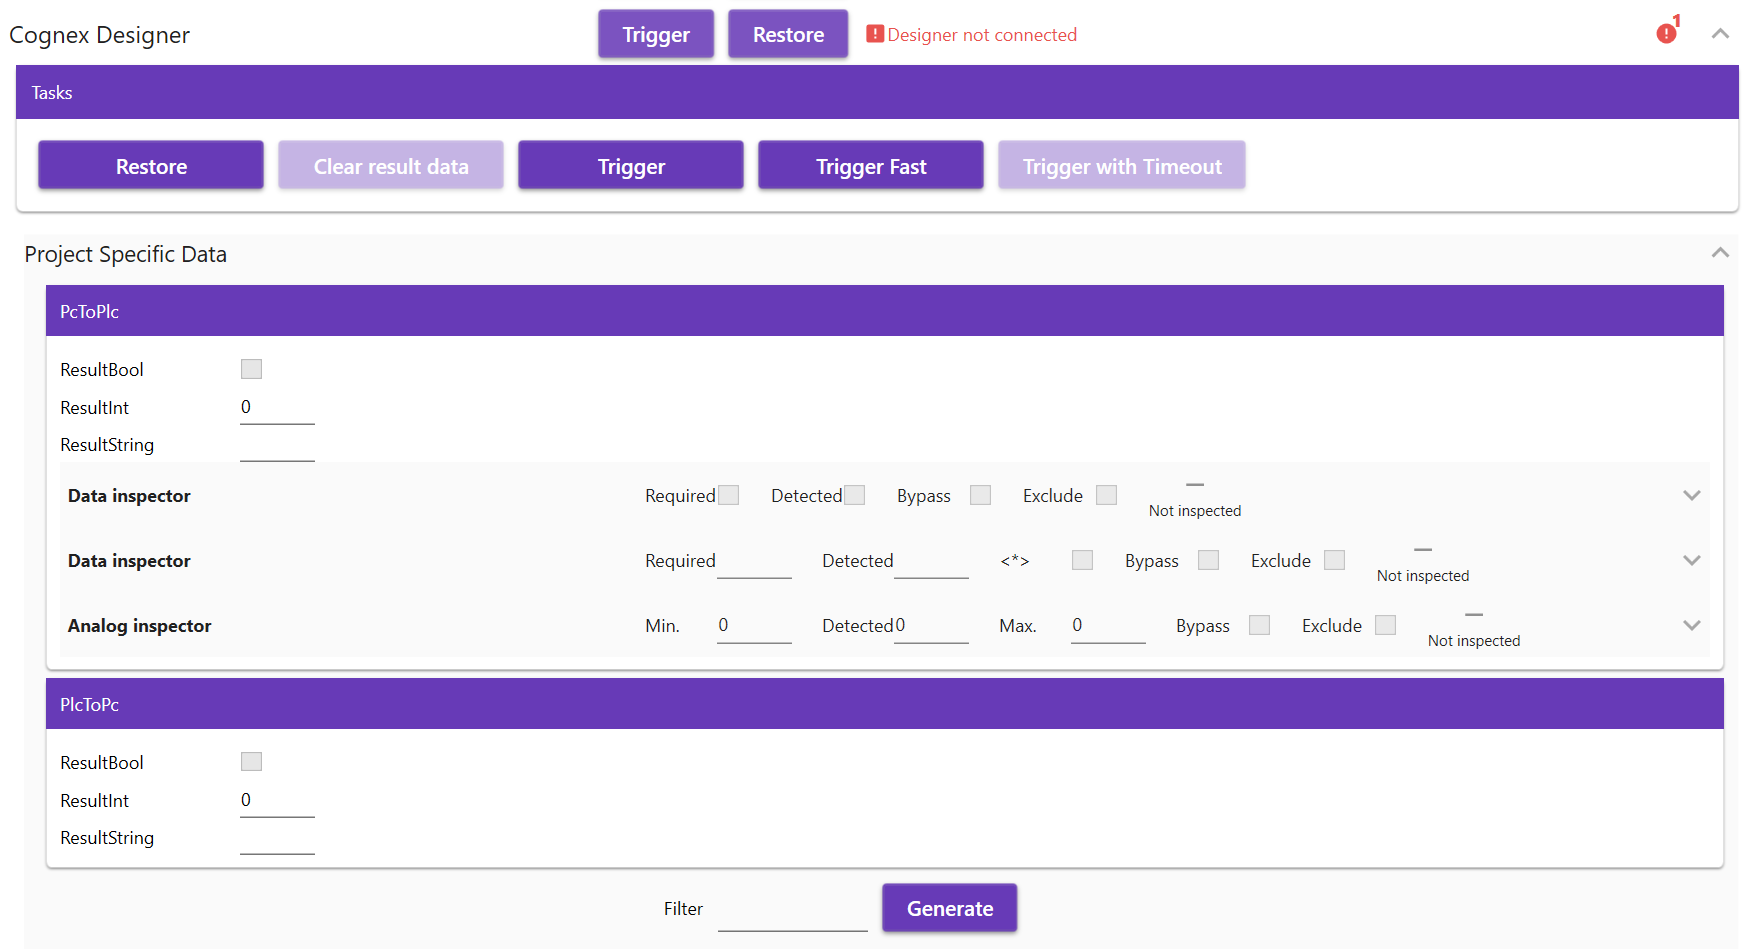 Cognex Designer Trigger Restore Designer not connected 1
Tasks
Restore Clear result data Trigger Trigger Fast Trigger with Timeout
Project Specific Data
PcToPlc
ResultBool
ResultInt 0
ResultString
Data inspector Required Detected Bypass Exclude
Not inspected
Data inspector Required Detected <*> Bypass Exclude
Not inspected
Analog inspector Min. 0 Detected 0 Max. 0 Bypass Exclude
Not inspected
PlcToPc
ResultBool
ResultInt 0
ResultString
Filter Generate